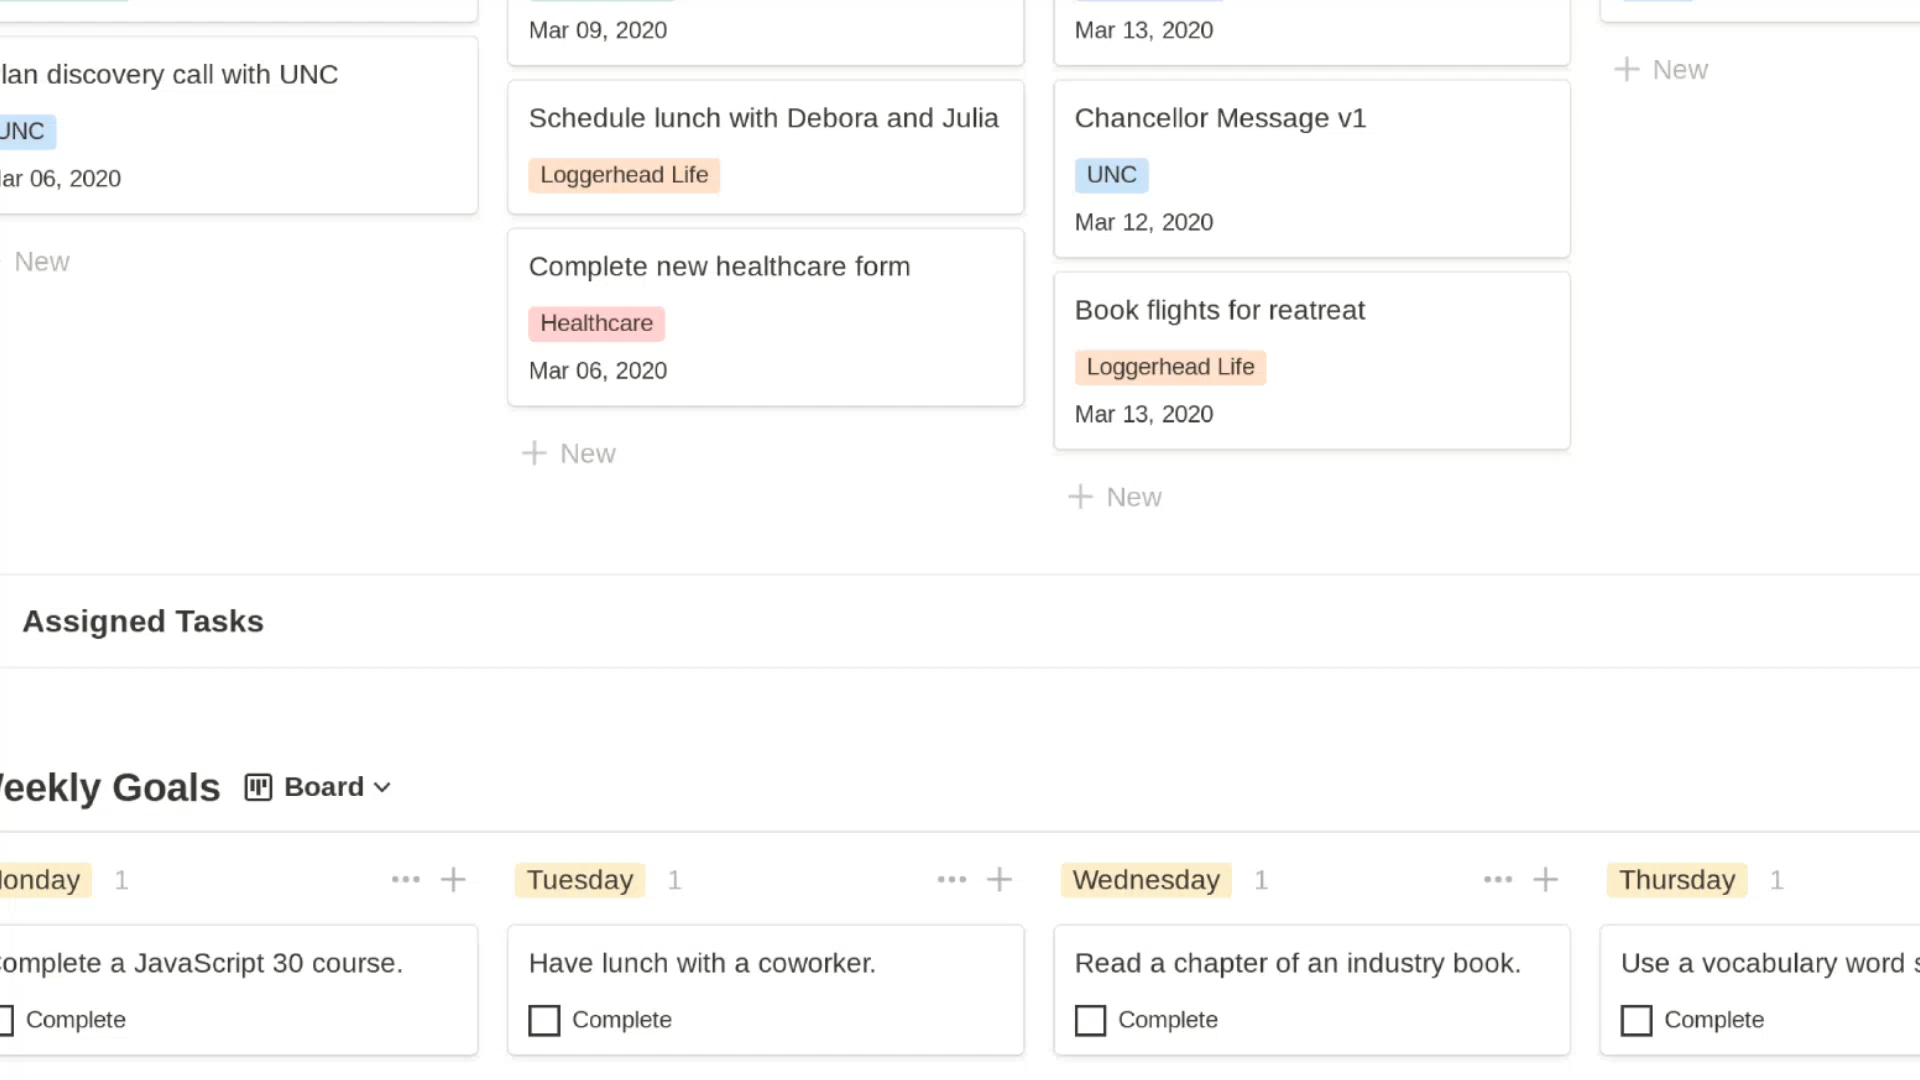 lan discovery call with UNC
UNC
ar 06, 2020
New
Mar 09, 2020
Schedule lunch with Debora and Julia
Loggerhead Life
Complete new healthcare form
Healthcare
Mar 06, 2020
+ New
Mar 13, 2020
Chancellor Message v1
UNC
Mar 12, 2020
Book flights for reatreat
Loggerhead Life
Mar 13, 2020
+ New
+ New
Assigned Tasks
eekly Goals Board
onday 1 ... +
omplete a JavaScript 30 course.
Complete
Tuesday 1 ... +
Have lunch with a coworker.
Complete
Wednesday 1 ... +
Read a chapter of an industry book.
Complete
Thursday 1
Use a vocabulary word
Complete